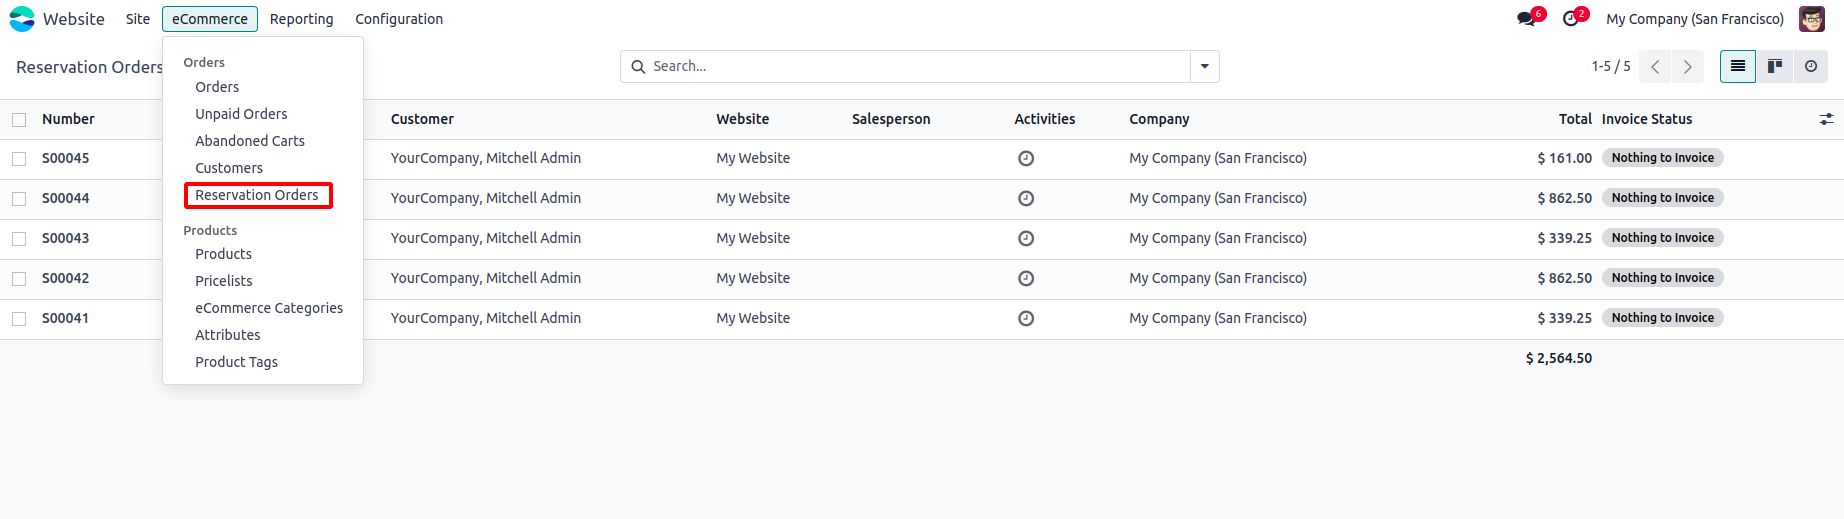 Website Site eCommerce Reporting Configuration 6 2 My Company (San Francisco)
Reservation Orders Search... 1-5 / 5
Orders
Orders
Unpaid Orders
Abandoned Carts
Customers
Reservation Orders
Products
Products
Pricelists
eCommerce Categories
Attributes
Product Tags
Number Customer Website Salesperson Activities Company Total Invoice Status
S00045 YourCompany, Mitchell Admin My Website My Company (San Francisco) $ 161.00 Nothing to Invoice
S00044 YourCompany, Mitchell Admin My Website My Company (San Francisco) $ 862.50 Nothing to Invoice
S00043 YourCompany, Mitchell Admin My Website My Company (San Francisco) $ 339.25 Nothing to Invoice
S00042 YourCompany, Mitchell Admin My Website My Company (San Francisco) $ 862.50 Nothing to Invoice
S00041 YourCompany, Mitchell Admin My Website My Company (San Francisco) $ 339.25 Nothing to Invoice
$ 2,564.50